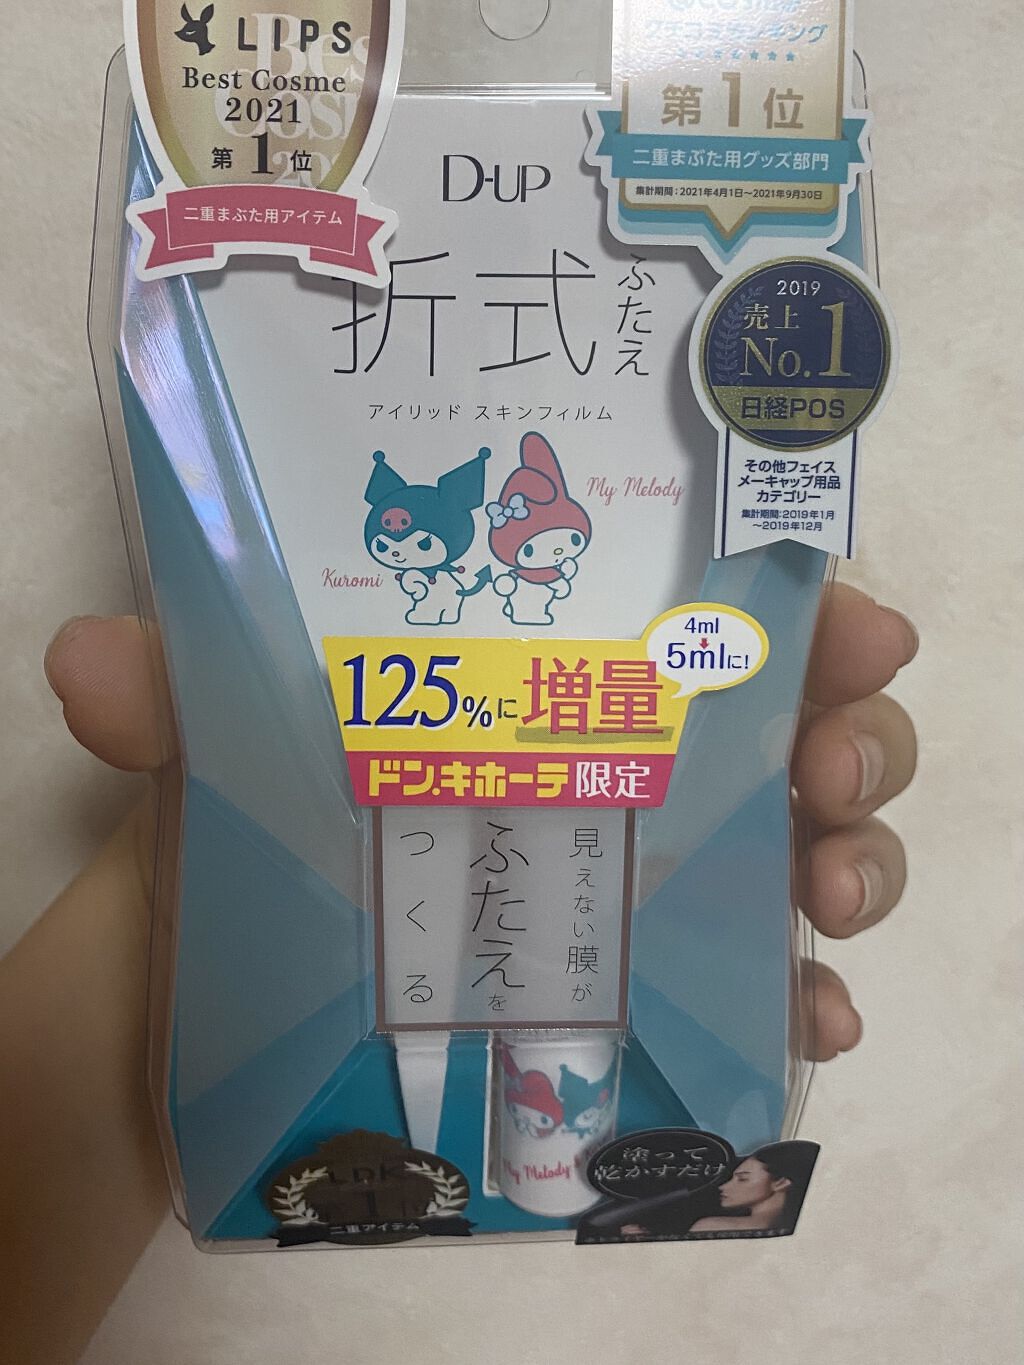 LIPS
Best Cosme
2021
第1位
二重まぶた用アイテム
第1位
二重まぶた用グッズ部門
集計期間:2021年4月1日～2021年9月30日
D-UP
折式
ふたえ
アイリッド スキンフィルム
2019
売上
No.1
日経POS
その他フェイス
メーキャップ用品
カテゴリー
集計期間:2019年1月
～2019年12月
My Melody
Kuromi
4ml
5mlに!
125%に増量
ドン.キホーテ限定
見えない膜が
ふたえを
つくる
My Melody
LDK
1
二重アイテム
塗って
乾かすだけ